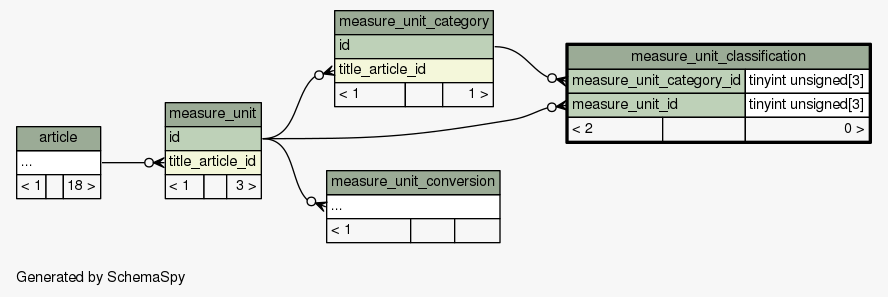 measure_unit_category
id
title_article_id
< 1 1 >
measure_unit_classification
measure_unit_category_id tinyint unsigned[3]
measure_unit_id tinyint unsigned[3]
< 2 0 >
measure_unit
id
title_article_id
< 1 3 >
article
...
< 1 18 >
measure_unit_conversion
...
< 1
Generated by SchemaSpy